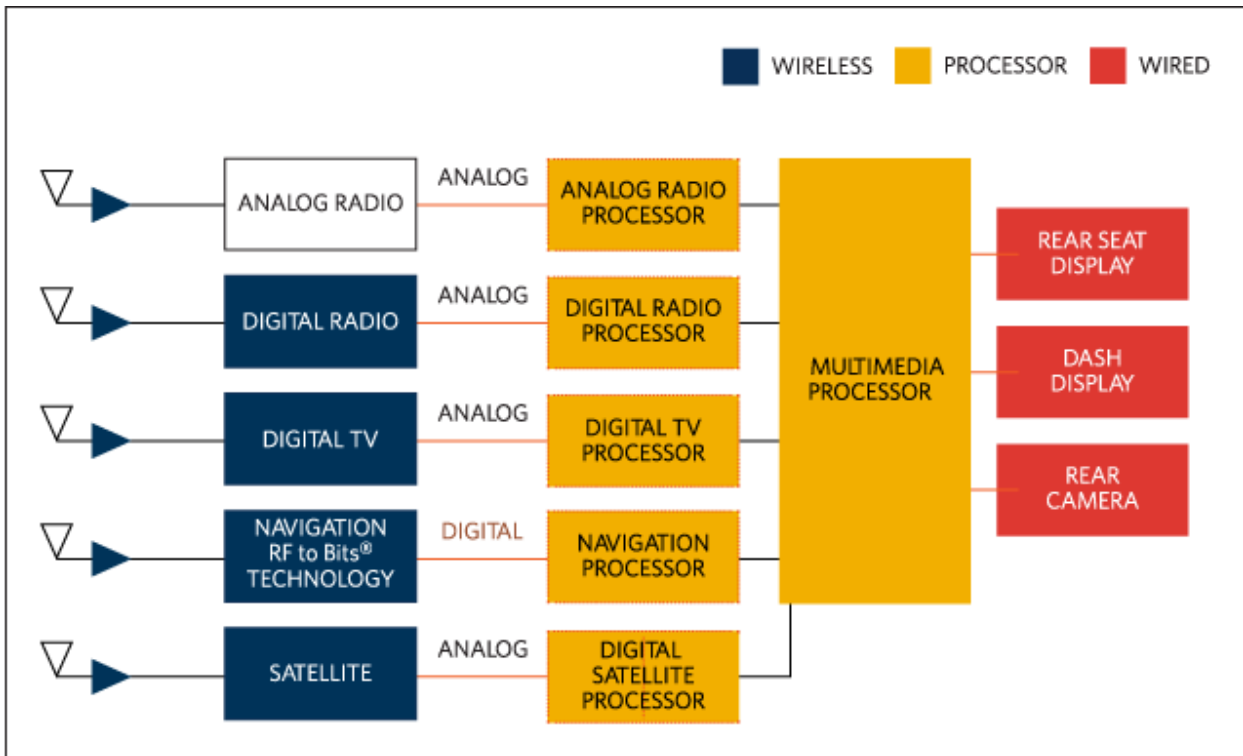 WIRELESS
PROCESSOR
WIRED
ANALOG RADIO
ANALOG
ANALOG RADIO
PROCESSOR
DIGITAL RADIO
ANALOG
DIGITAL RADIO
PROCESSOR
DIGITAL TV
ANALOG
DIGITAL TV
PROCESSOR
NAVIGATION
RF to Bits®
TECHNOLOGY
DIGITAL
NAVIGATION
PROCESSOR
SATELLITE
ANALOG
DIGITAL
SATELLITE
PROCESSOR
MULTIMEDIA
PROCESSOR
REAR SEAT
DISPLAY
DASH
DISPLAY
REAR
CAMERA